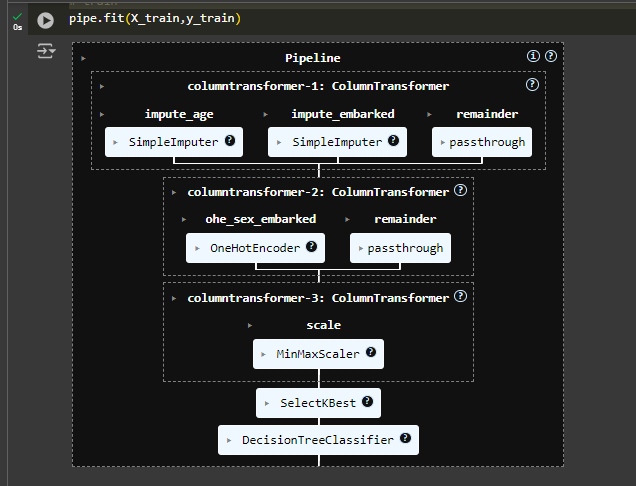 pipe.fit(X_train,y_train)
0s
Pipeline
columntransformer-1: ColumnTransformer
impute_age impute_embarked remainder
SimpleImputer SimpleImputer passthrough
columntransformer-2: ColumnTransformer
ohe_sex_embarked remainder
OneHotEncoder passthrough
columntransformer-3: ColumnTransformer
scale
MinMaxScaler
SelectKBest
DecisionTreeClassifier